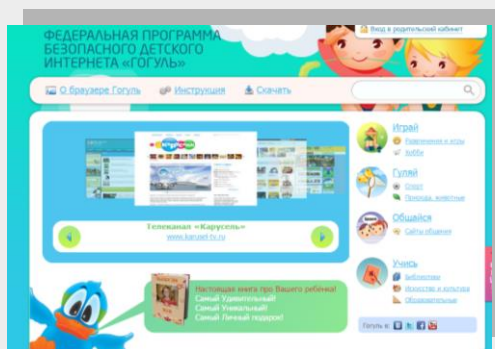 ФЕДЕРАЛЬНАЯ ПРОГРАММА
БЕЗОПАСНОГО ДЕТСКОГО
ИНТЕРНЕТА «ГОГУЛЬ»
Вход в родительский кабинет
О браузере Гогуль
Инструкция
Скачать
Играй
Развлечения и игры
Хобби
Гуляй
Спорт
Природа, животные
Общайся
Сайты общения
Учись
Библиотеки
Искусство и культура
Образовательные
Телеканал «Карусель»
www.karusel-tv.ru
Настоящая книга про Вашего ребёнка!
Самый Удивительный!
Самый Уникальный!
Самый Личный подарок!
Гогуль в: